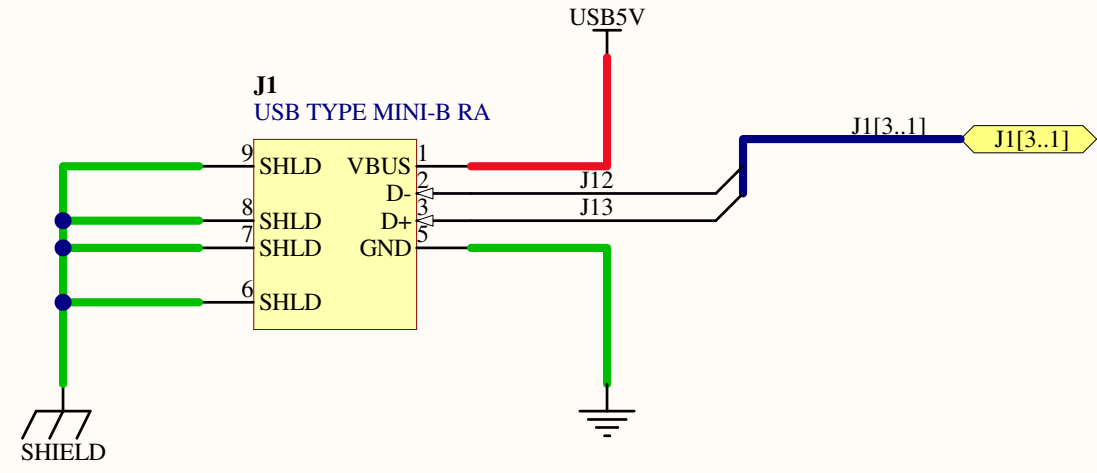 USB5V
J1
USB TYPE MINI-B RA
J1[3..1]
J1[3..1]
9 SHLD VBUS 1
D- 2 J12
8 SHLD D+ 3 J13
7 SHLD GND 5
6 SHLD
SHIELD